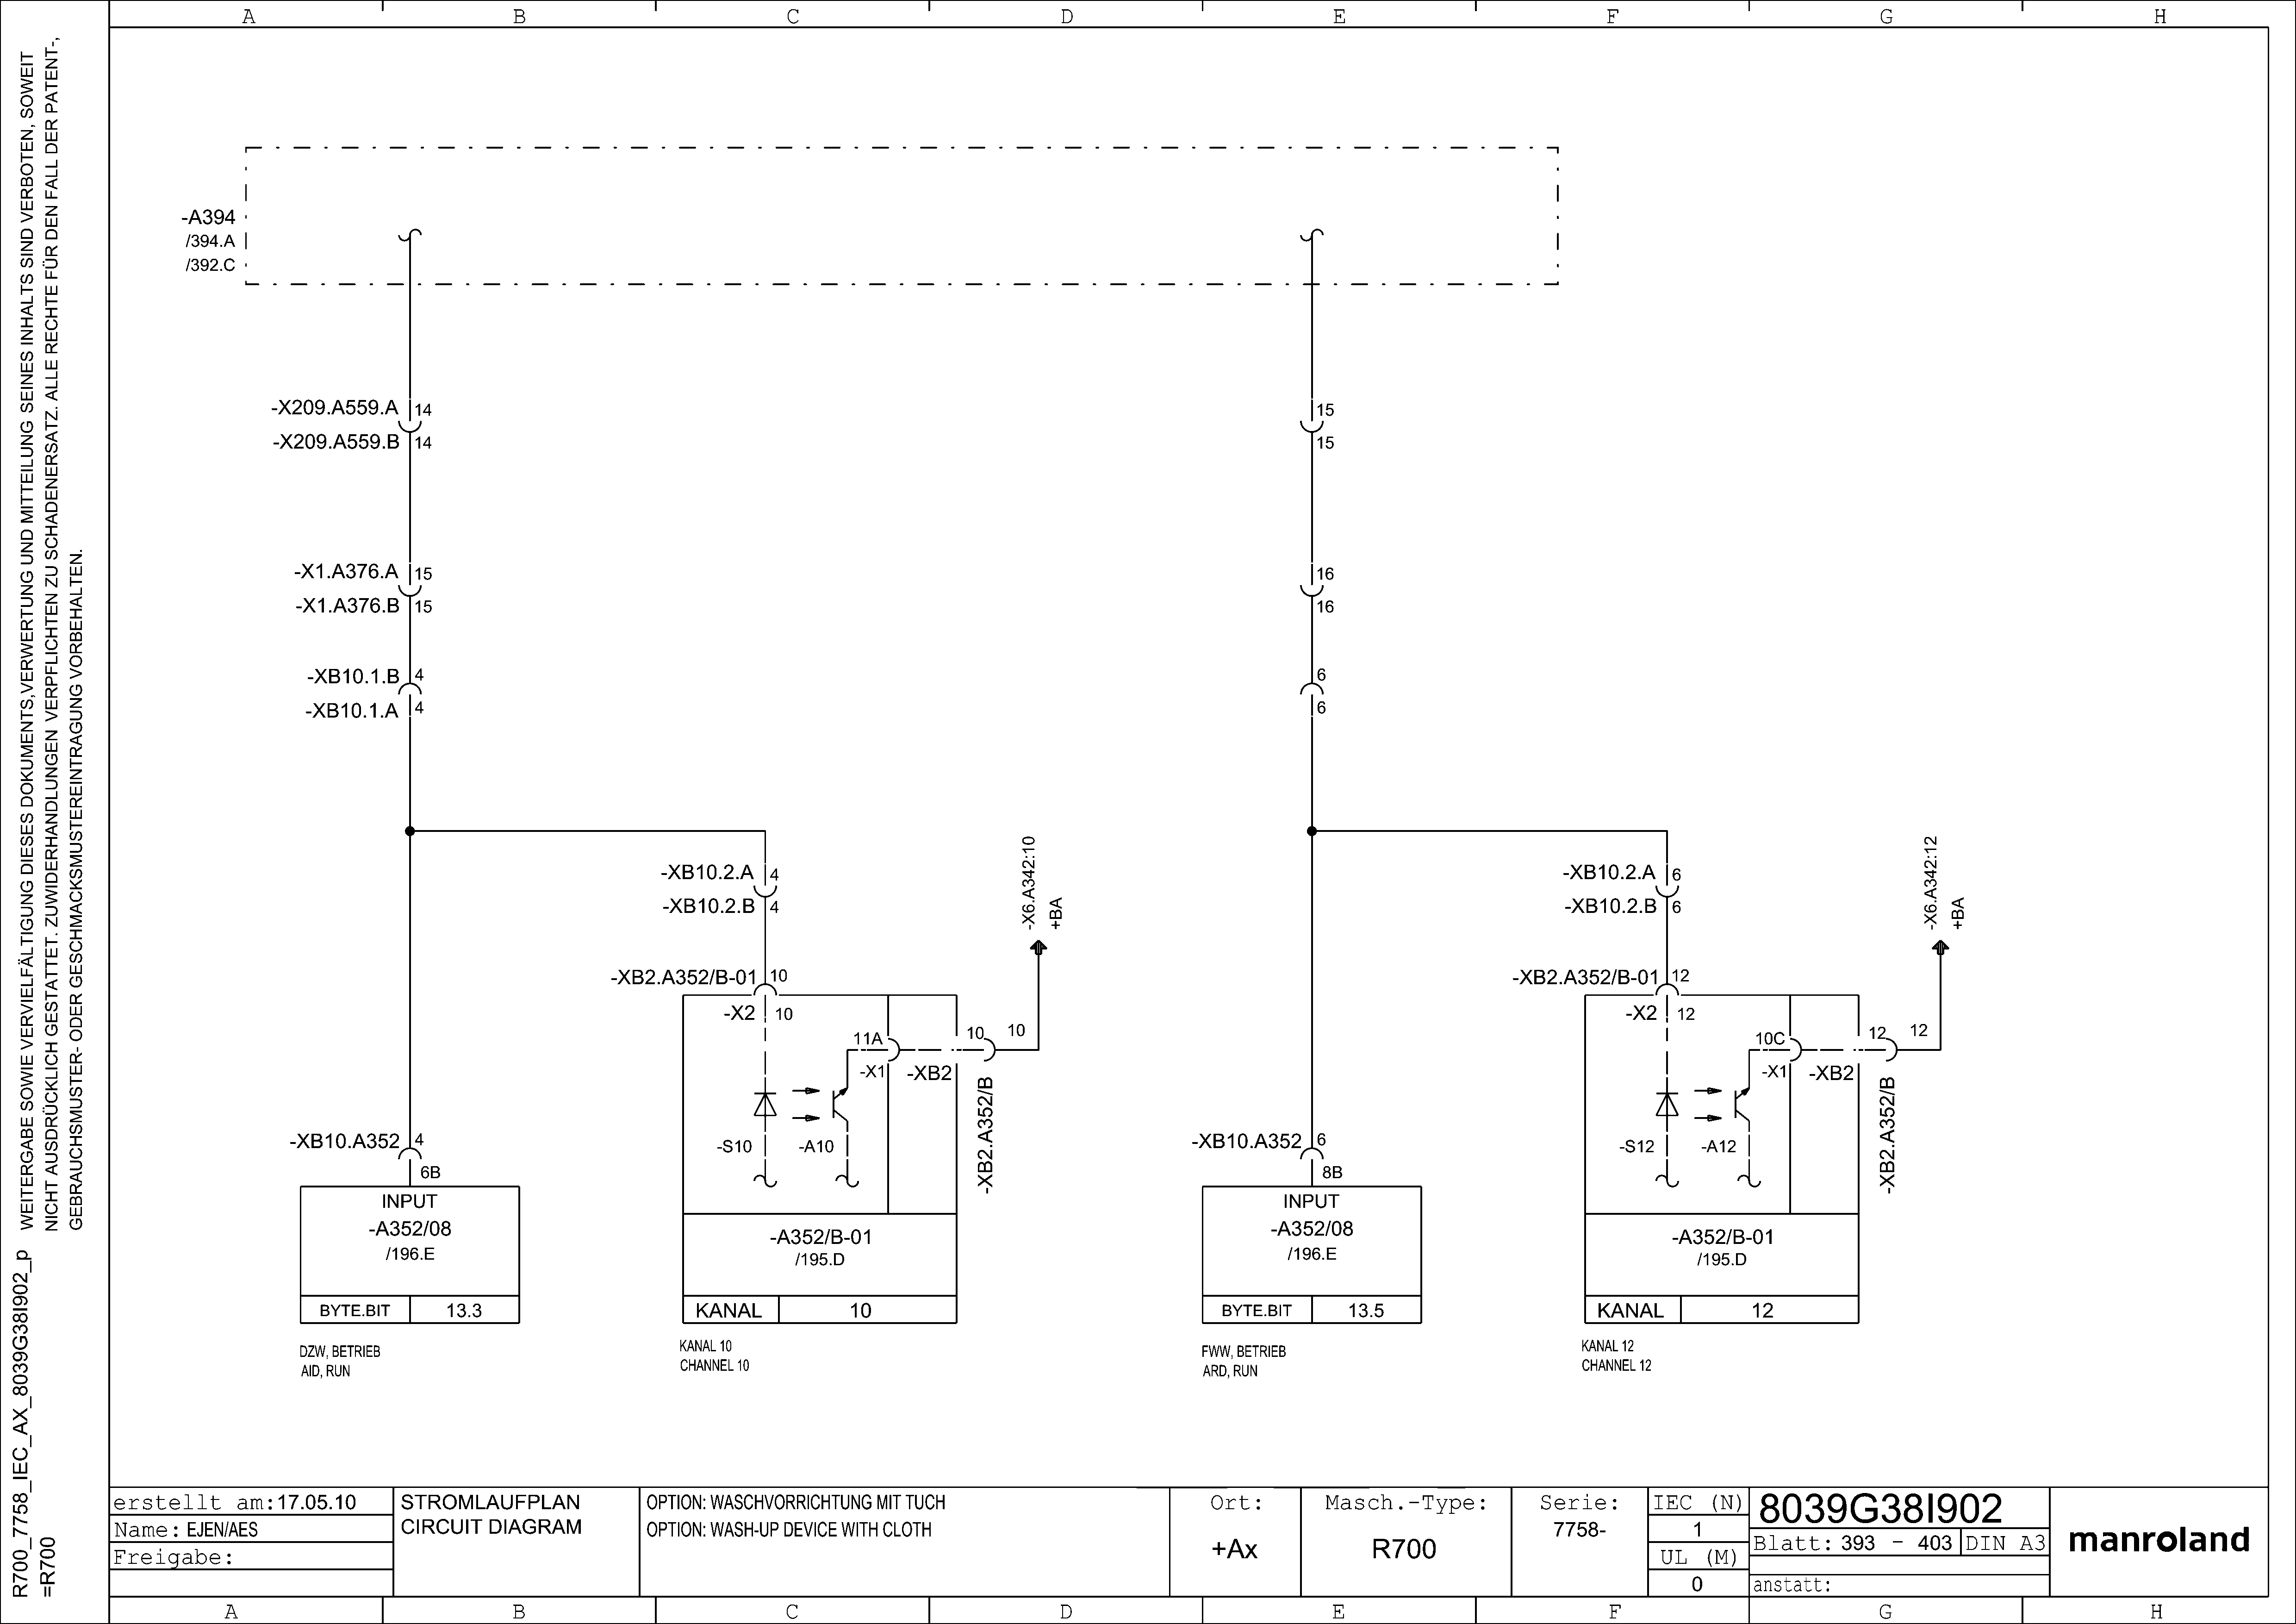 A B C D E F G H
WEITERGABE SOWIE VERVIELFÄLTIGUNG DIESES DOKUMENTS,VERWERTUNG UND MITTEILUNG SEINES INHALTS SIND VERBOTEN, SOWEIT
NICHT AUSDRÜCKLICH GESTATTET. ZUWIDERHANDLUNGEN VERPFLICHTEN ZU SCHADENERSATZ. ALLE RECHTE FÜR DEN FALL DER PATENT-,
GEBRAUCHSMUSTER- ODER GESCHMACKSMUSTEREINTRAGUNG VORBEHALTEN.
R700_7758_IEC_AX_8039G38I902_p
=R700
-A394
/394.A
/392.C
-X209.A559.A 14
-X209.A559.B 14
15
15
-X1.A376.A 15
-X1.A376.B 15
16
16
-XB10.1.B 4
-XB10.1.A 4
6
6
-XB10.2.A 4
-XB10.2.B 4
-X6.A342:10
+BA
-XB2.A352/B-01 10
-X2 10
11A
-X1
-XB2
10 10
-XB2.A352/B
-S10
-A10
-XB10.A352 4
6B
INPUT
-A352/08
/196.E
BYTE.BIT 13.3
DZW, BETRIEB
AID, RUN
-A352/B-01
/195.D
KANAL 10
KANAL 10
CHANNEL 10
-XB10.2.A 6
-XB10.2.B 6
-X6.A342:12
+BA
-XB2.A352/B-01 12
-X2 12
10C
-X1
-XB2
12 12
-XB2.A352/B
-S12
-A12
-XB10.A352 6
8B
INPUT
-A352/08
/196.E
BYTE.BIT 13.5
FWW, BETRIEB
ARD, RUN
-A352/B-01
/195.D
KANAL 12
KANAL 12
CHANNEL 12
erstellt am:17.05.10
Name: EJEN/AES
Freigabe:
STROMLAUFPLAN
CIRCUIT DIAGRAM
OPTION: WASCHVORRICHTUNG MIT TUCH
OPTION: WASH-UP DEVICE WITH CLOTH
Ort:
+Ax
Masch.-Type:
R700
Serie:
7758-
IEC (N)
1
UL (M)
0
8039G38I902
Blatt: 393 - 403 DIN A3
anstatt:
manroland
A B C D E F G H